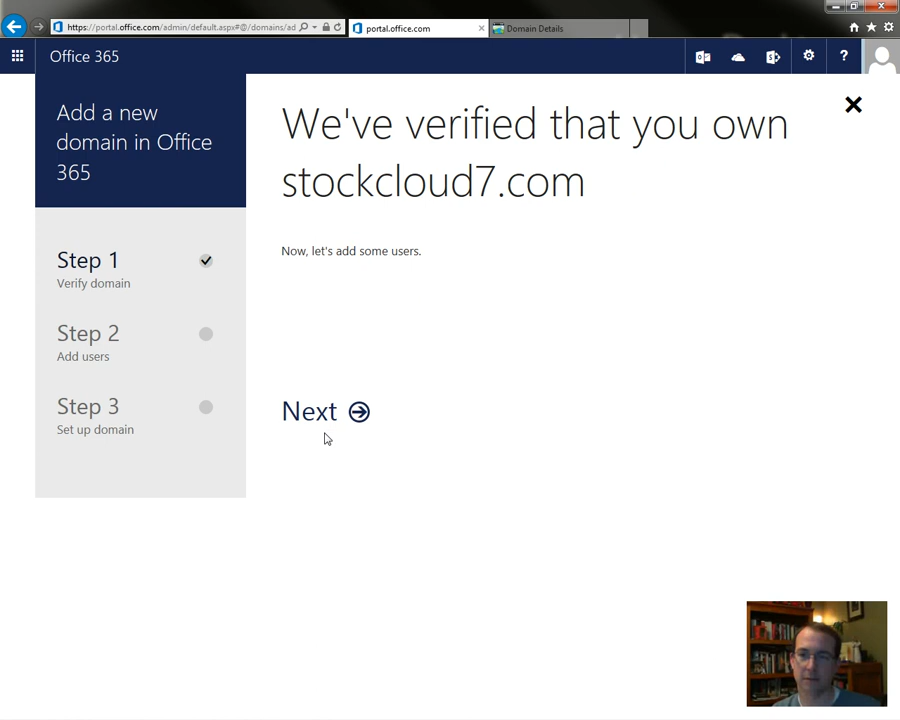 https://portal.office.com/admin/default.aspx#@/domains/ad
portal.office.com
Domain Details
Office 365
?
Add a new
domain in Office
365
We've verified that you own
stockcloud7.com
Now, let's add some users.
Step 1
Verify domain
Step 2
Add users
Step 3
Set up domain
Next